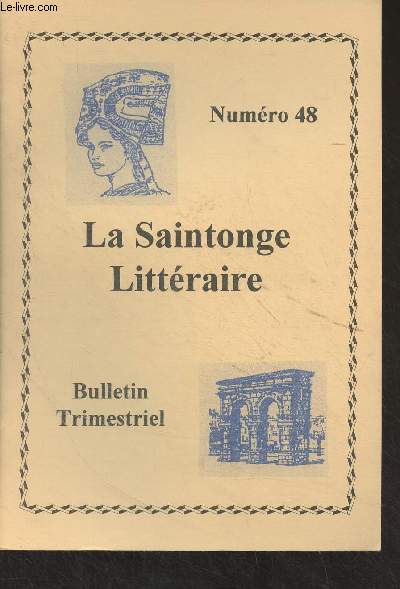 Le-livre.com
Numéro 48
La Saintonge
Littéraire
Bulletin
Trimestriel